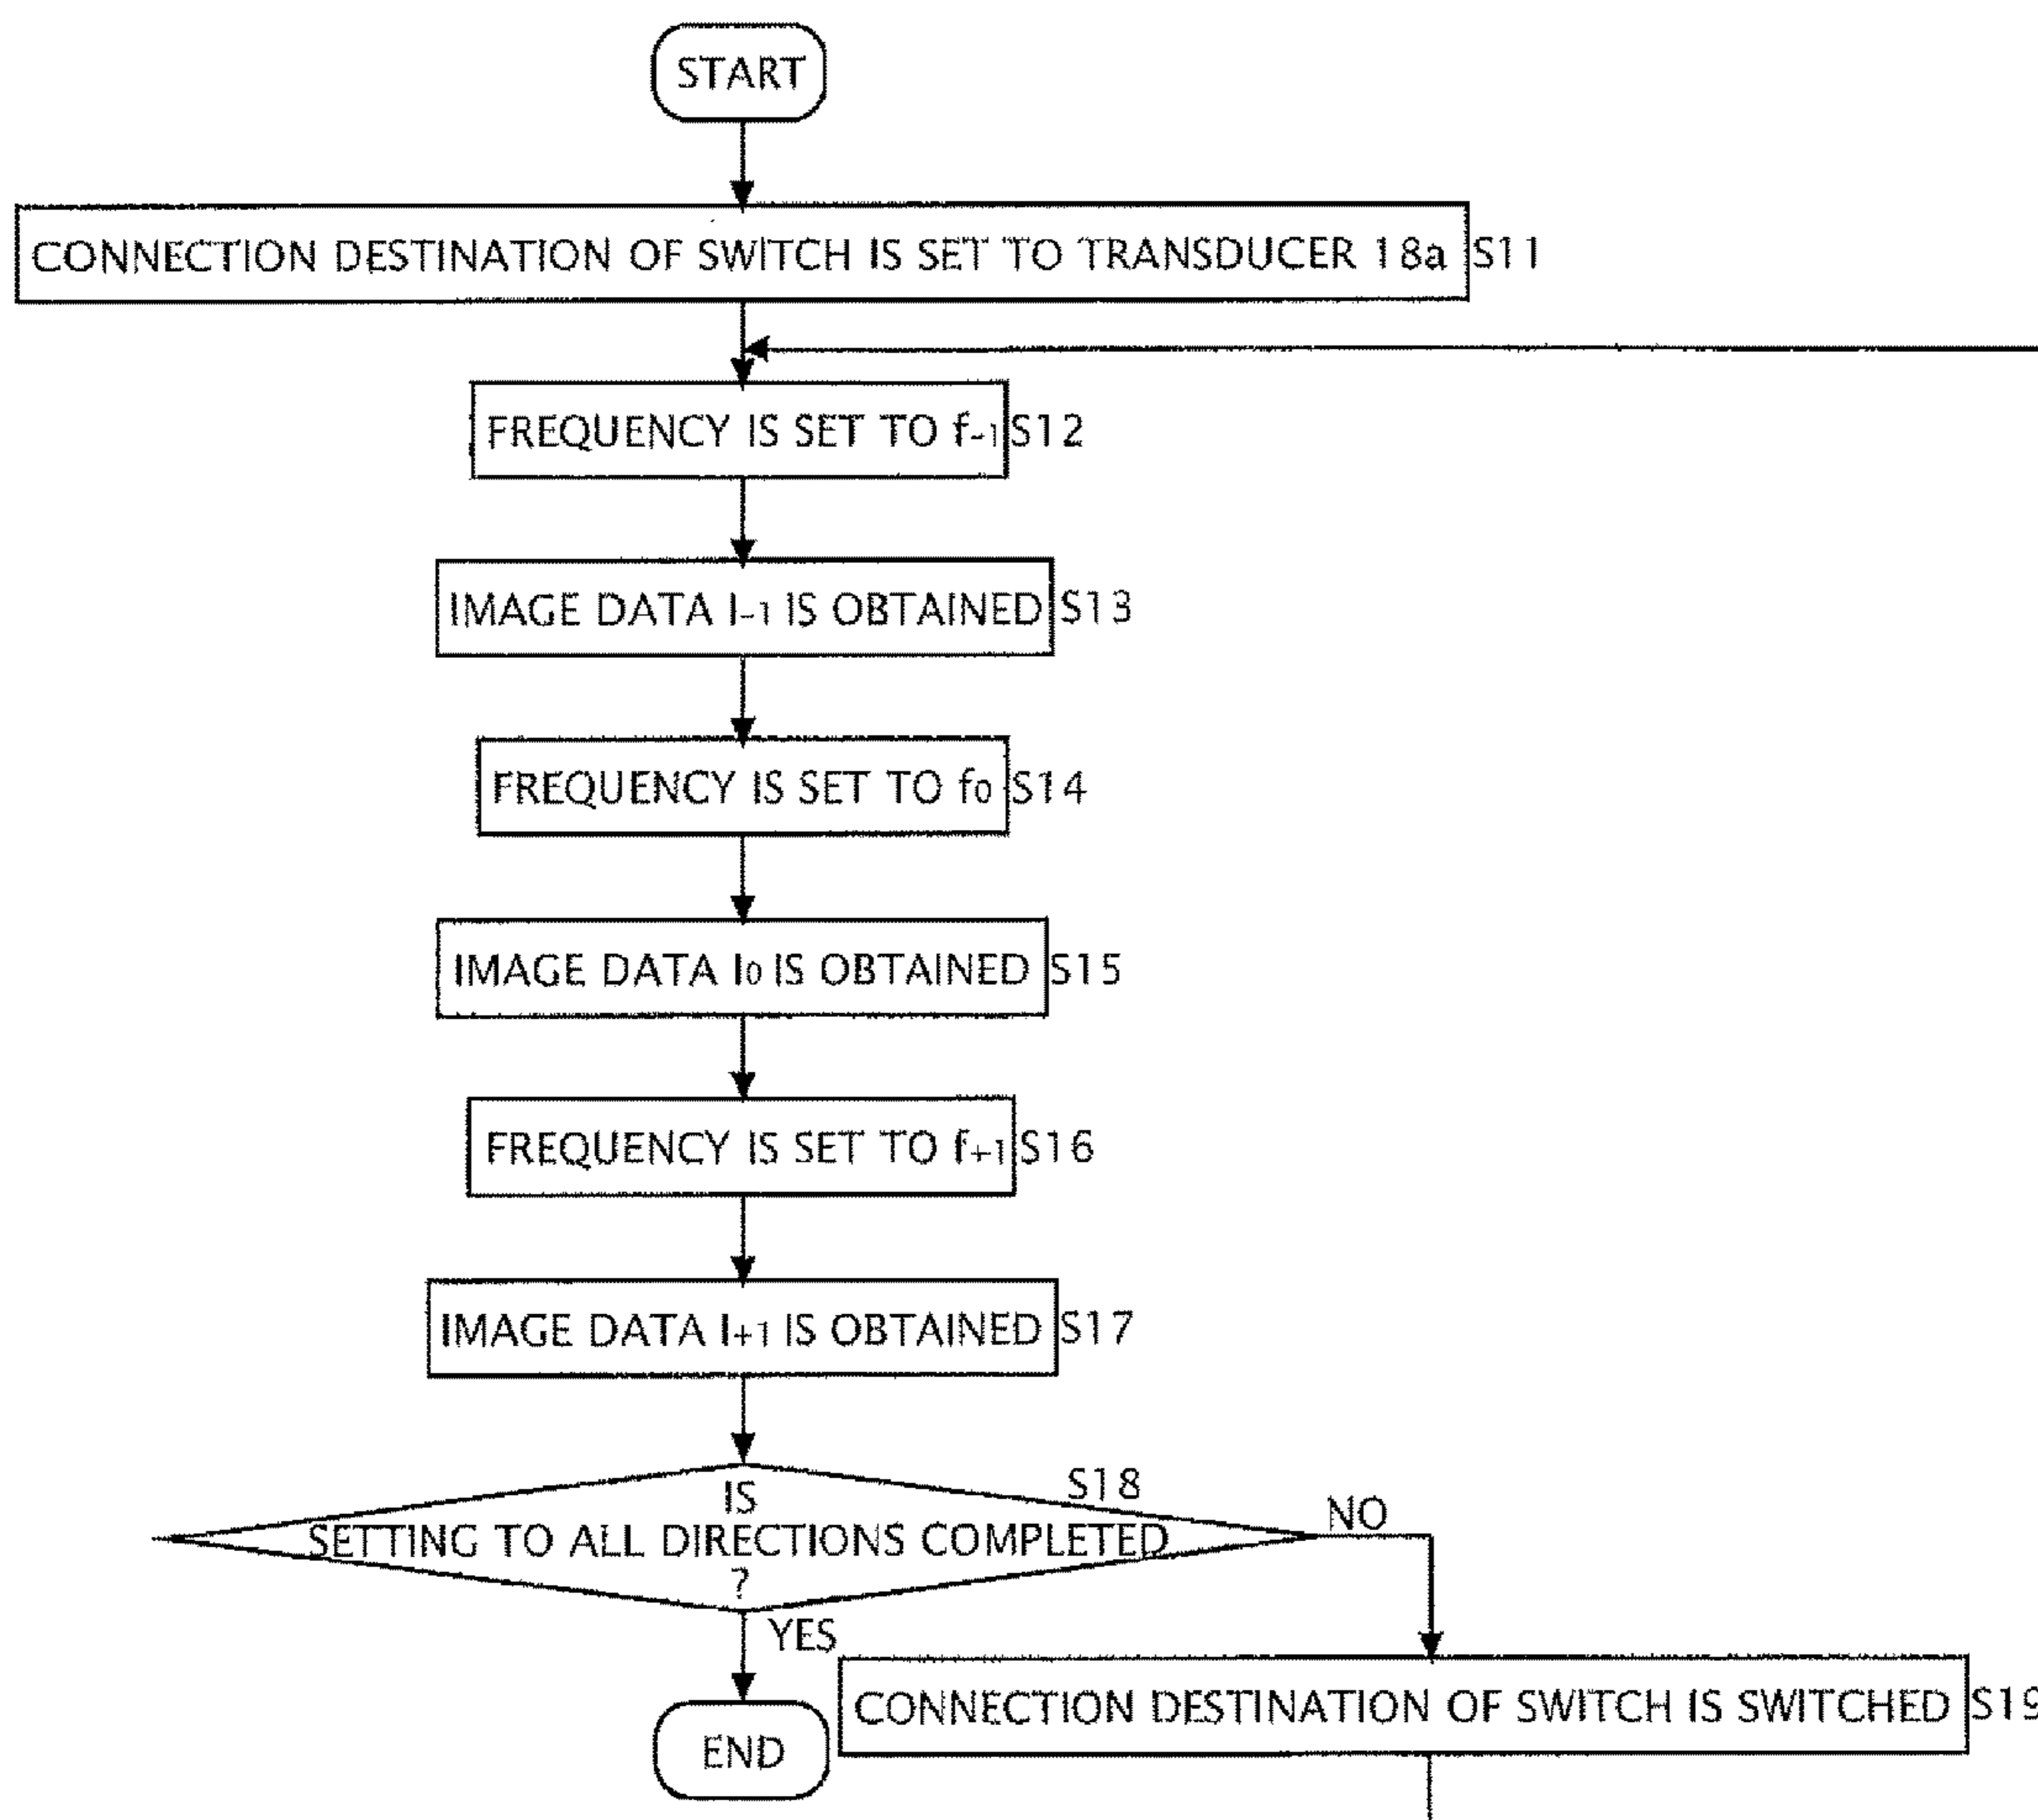 START
CONNECTION DESTINATION OF SWITCH IS SET TO TRANSDUCER 18a S11
FREQUENCY IS SET TO f-1 S12
IMAGE DATA I-1 IS OBTAINED S13
FREQUENCY IS SET TO f0 S14
IMAGE DATA I0 IS OBTAINED S15
FREQUENCY IS SET TO f+1 S16
IMAGE DATA I+1 IS OBTAINED S17
S18
IS
SETTING TO ALL DIRECTIONS COMPLETED
?
NO
YES
CONNECTION DESTINATION OF SWITCH IS SWITCHED S19
END